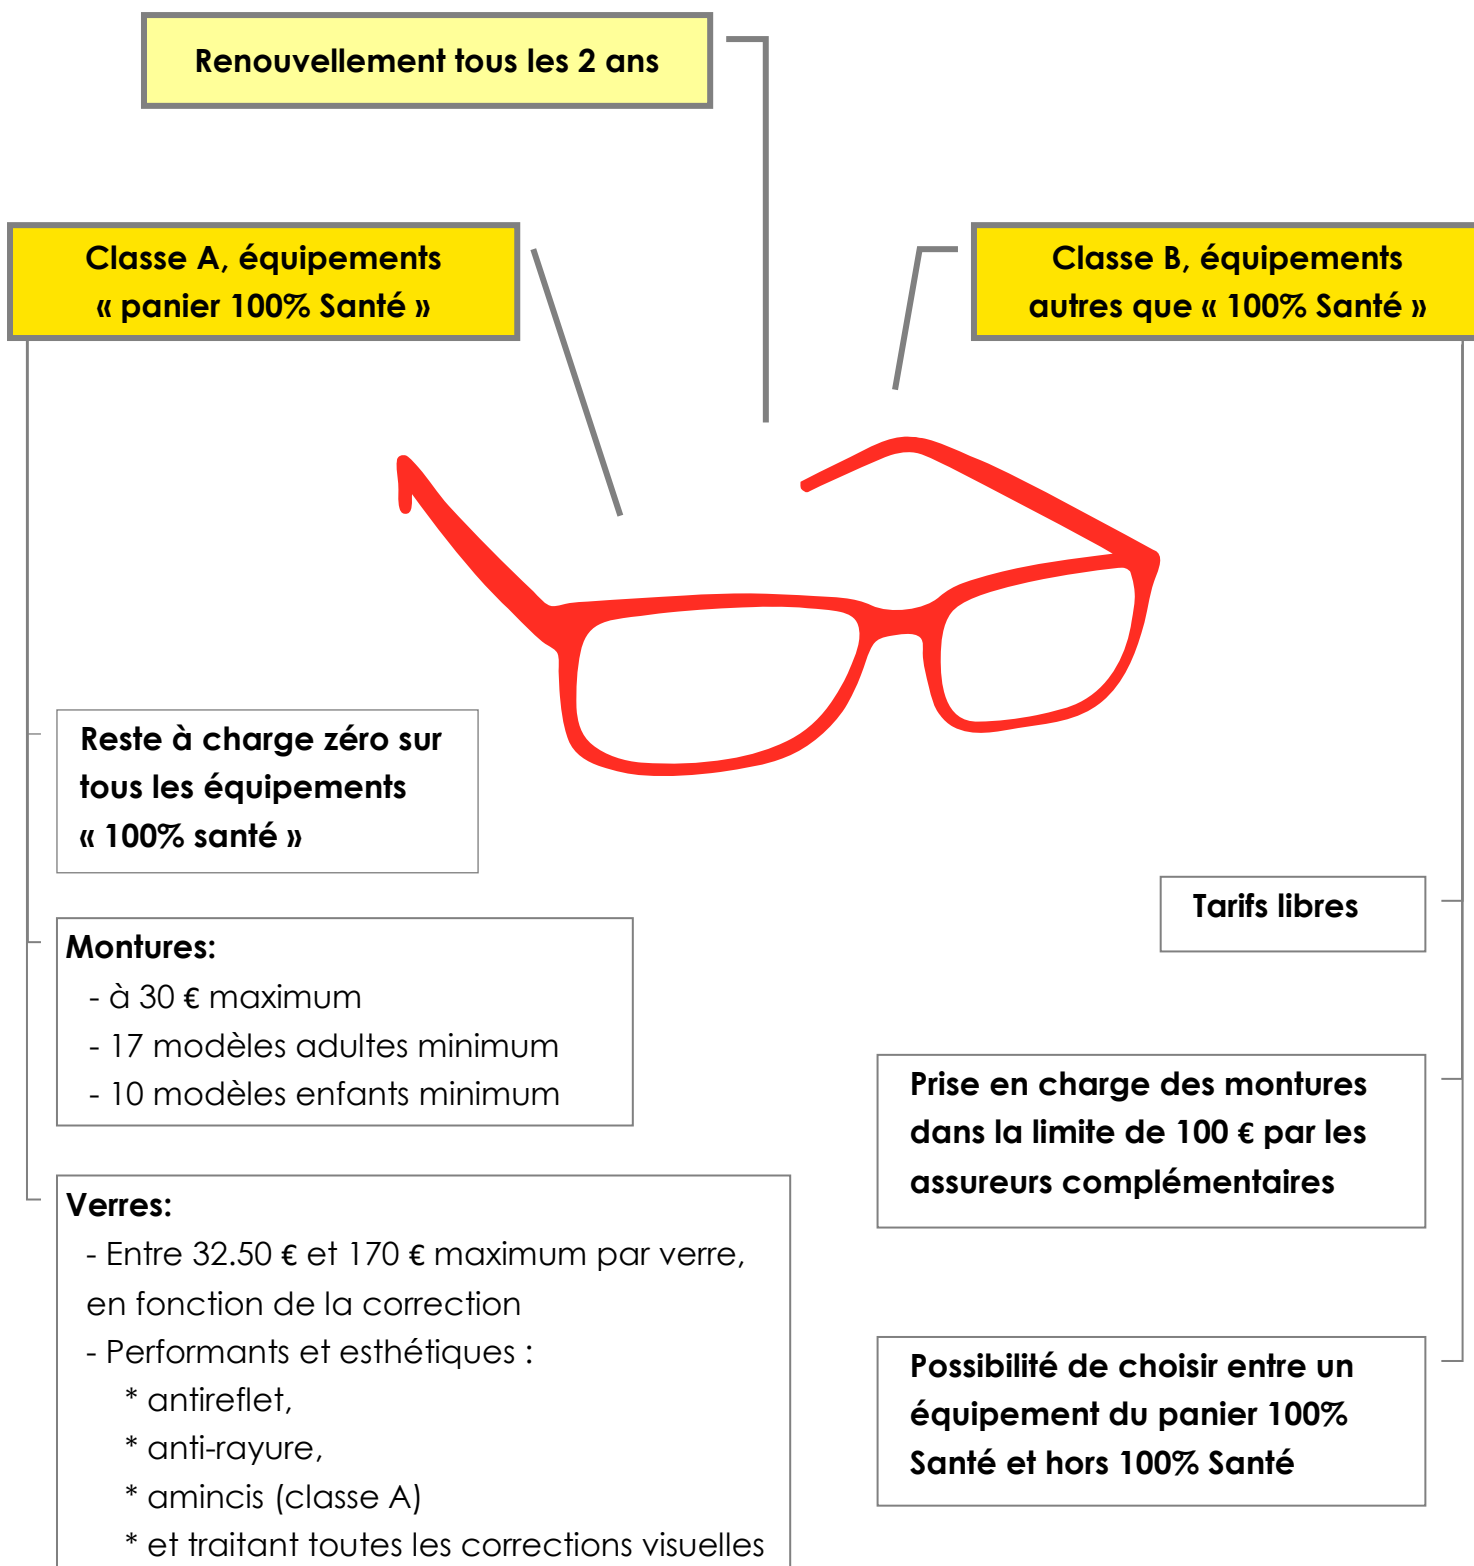 Renouvellement tous les 2 ans
Classe A, équipements
« panier 100% Santé »
Classe B, équipements
autres que « 100% Santé »
Reste à charge zéro sur
tous les équipements
« 100% santé »
Montures:
- à 30 € maximum
- 17 modèles adultes minimum
- 10 modèles enfants minimum
Verres:
- Entre 32.50 € et 170 € maximum par verre,
en fonction de la correction
- Performants et esthétiques :
* antireflet,
* anti-rayure,
* amincis (classe A)
* et traitant toutes les corrections visuelles
Tarifs libres
Prise en charge des montures
dans la limite de 100 € par les
assureurs complémentaires
Possibilité de choisir entre un
équipement du panier 100%
Santé et hors 100% Santé